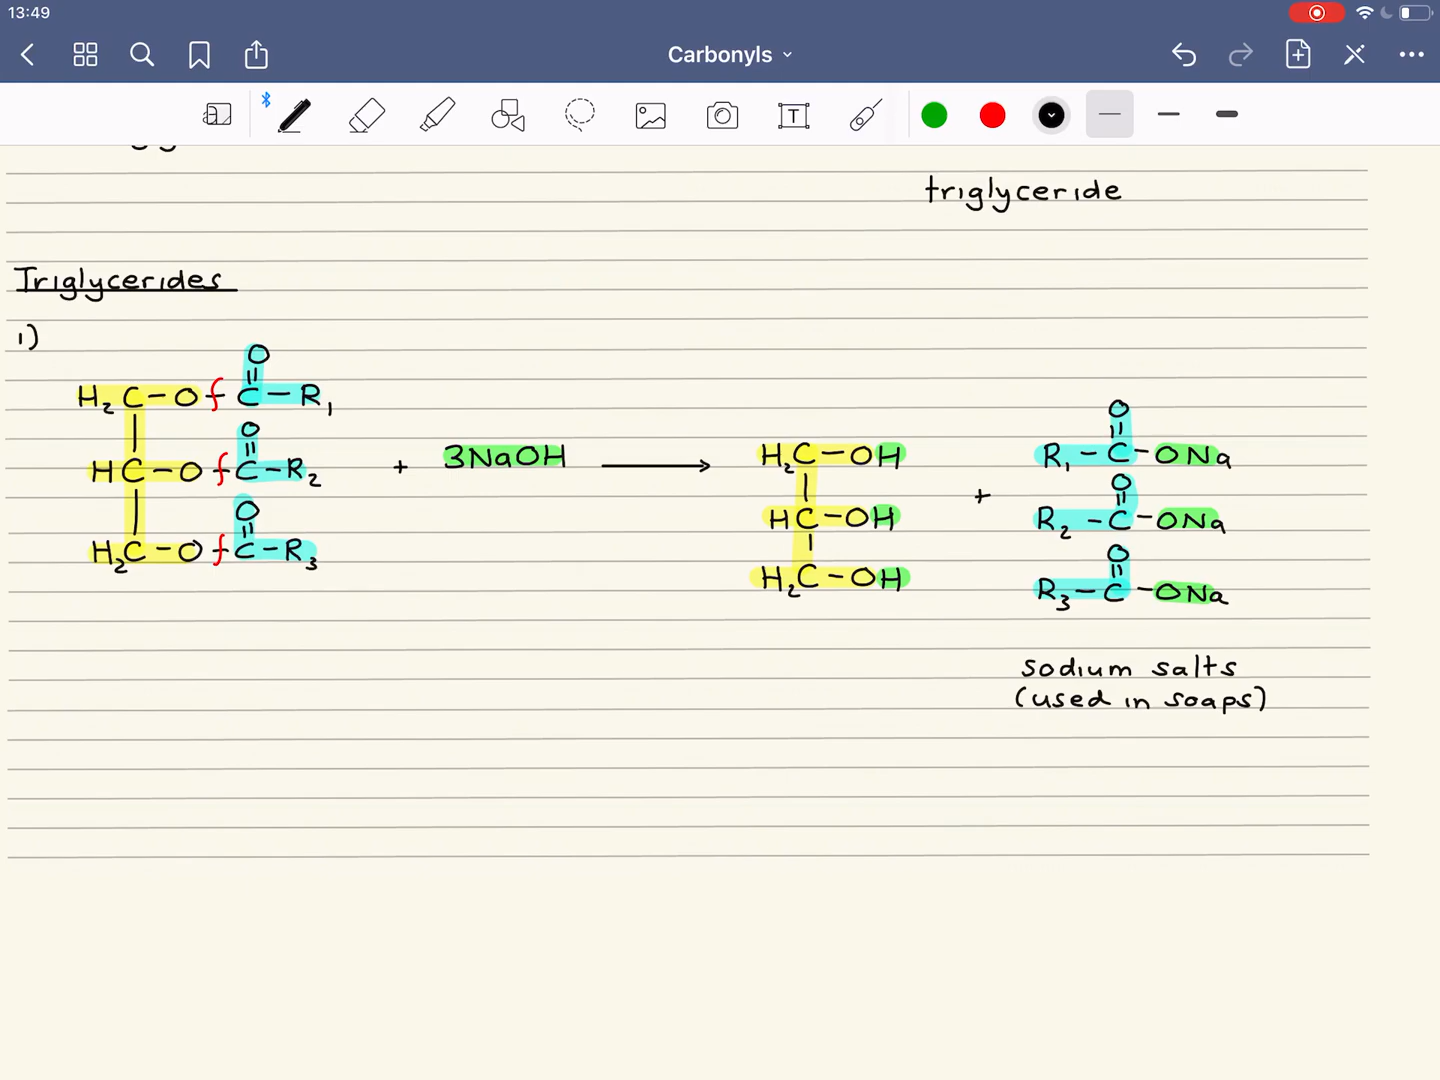 13:49
Carbonyls
T
triglyceride
Triglycerides
1)
O
H₂C-O C-R₁
O
HC-O C-R₂
O
H₂C-O C-R₃
+ 3NaOH ⟶
H₂C-OH
HC-OH
H₂C-OH
+
O
R₁-C-ONa
O
R₂-C-ONa
O
R₃-C-ONa
sodium salts
(used in soaps)